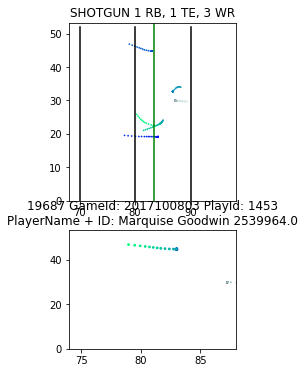 SHOTGUN 1 RB, 1 TE, 3 WR
50
40
30
20
10
0
70 80 90
19687 GameId: 2017100803 PlayId: 1453
PlayerName + ID: Marquise Goodwin 2539964.0
40
20
0
75 80 85